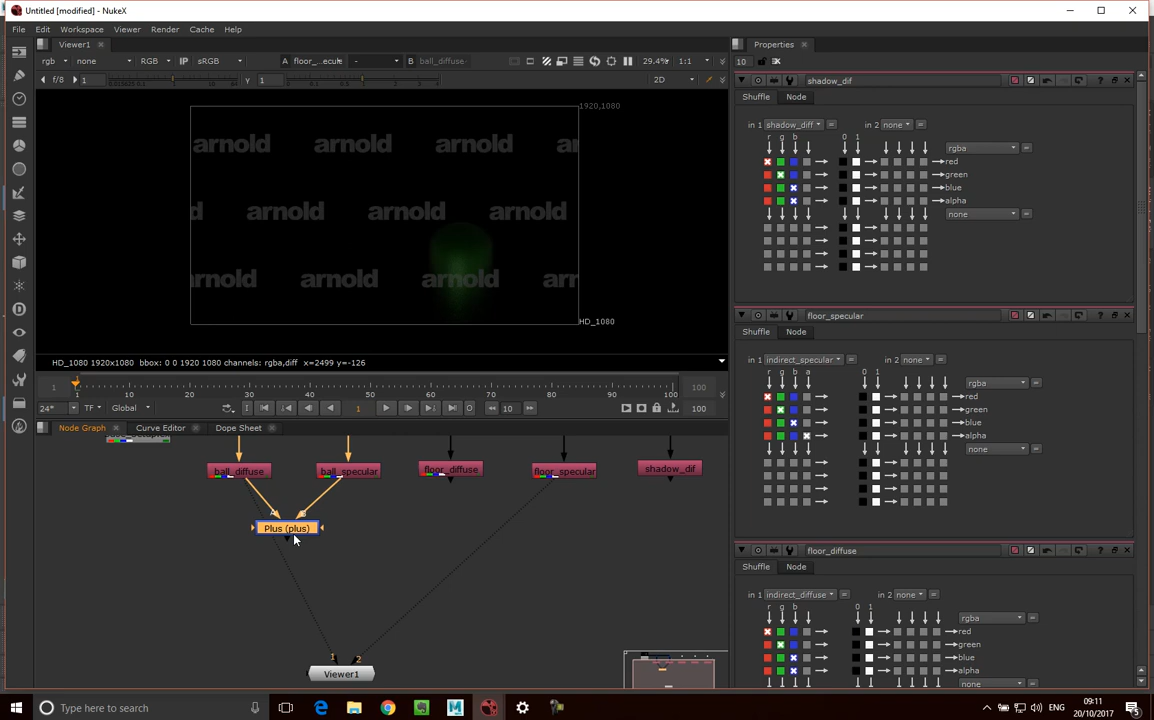 Untitled [modified] - NukeX
File Edit Workspace Viewer Render Cache Help
Viewer1
rgb none RGB IP sRGB A floor_...ecula - B ball_diffuse 29.4% 1:1
f/8 1 y 1 2D
1920,1080
arnold arnold arnold
arnold arnold arnold
arnold arnold arnold
HD_1080
HD_1080 1920x1080 bbox: 0 0 1920 1080 channels: rgba,diff x=2499 y=-126
1 1 10 20 30 40 50 60 70 80 90 100 100
24* TF Global 1 10 100
Node Graph Curve Editor Dope Sheet
ball_diffuse ball_specular floor_diffuse floor_specular shadow_dif
A B
Plus (plus)
1 2
Viewer1
Properties
10
shadow_dif
Shuffle Node
in 1 shadow_diff = in 2 none =
r g b 0 1
rgba =
red
green
blue
alpha
none
floor_specular
Shuffle Node
in 1 indirect_specular = in 2 none =
r g b a 0 1
rgba =
red
green
blue
alpha
none
floor_diffuse
Shuffle Node
in 1 indirect_diffuse = in 2 none =
r g b 0 1
rgba =
red
green
blue
alpha
none
Type here to search
ENG
09:11
20/10/2017
5